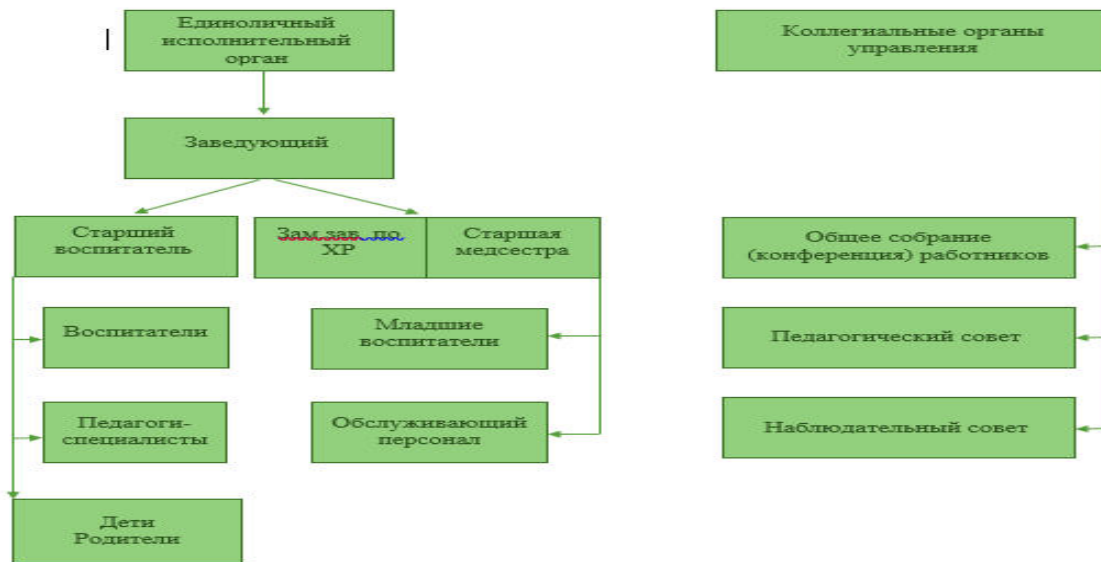 Единоличный
исполнительный
орган
Коллегиальные органы
управления
Заведующий
Старший
воспитатель
Зам зав. по
ХР
Старшая
медсестра
Общее собрание
(конференция) работников
Воспитатели
Младшие
воспитатели
Педагогический совет
Педагоги-
специалисты
Обслуживающий
персонал
Наблюдательный совет
Дети
Родители